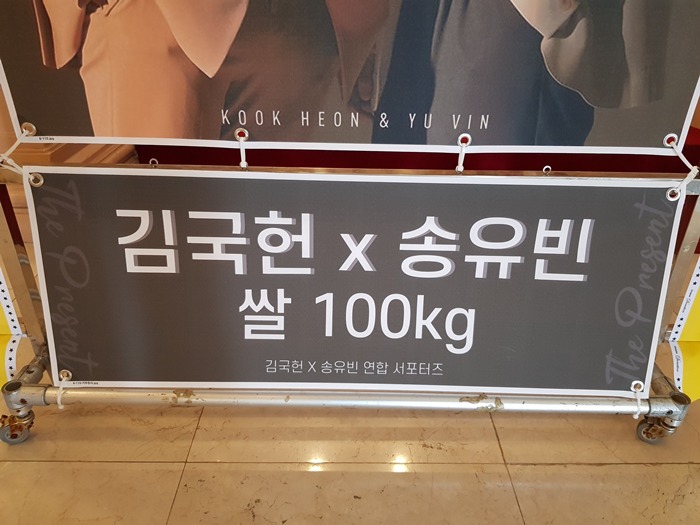 KOOK HEON & YU VIN
The Present
김국헌 x 송유빈
쌀 100kg
김국헌 X 송유빈 연합 서포터즈
The Present